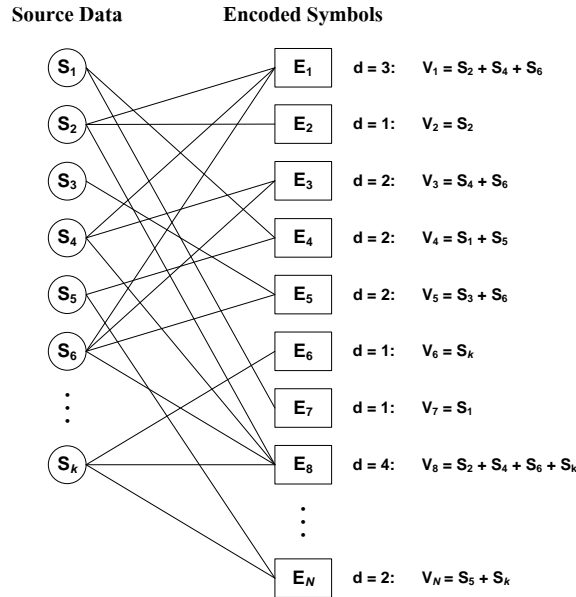 Source Data Encoded Symbols
S1 E1 d = 3: V1 = S2 + S4 + S6
S2 E2 d = 1: V2 = S2
S3 E3 d = 2: V3 = S4 + S6
S4 E4 d = 2: V4 = S1 + S5
S5 E5 d = 2: V5 = S3 + S6
S6 E6 d = 1: V6 = Sk
E7 d = 1: V7 = S1
Sk E8 d = 4: V8 = S2 + S4 + S6 + Sk
EN d = 2: VN = S5 + Sk